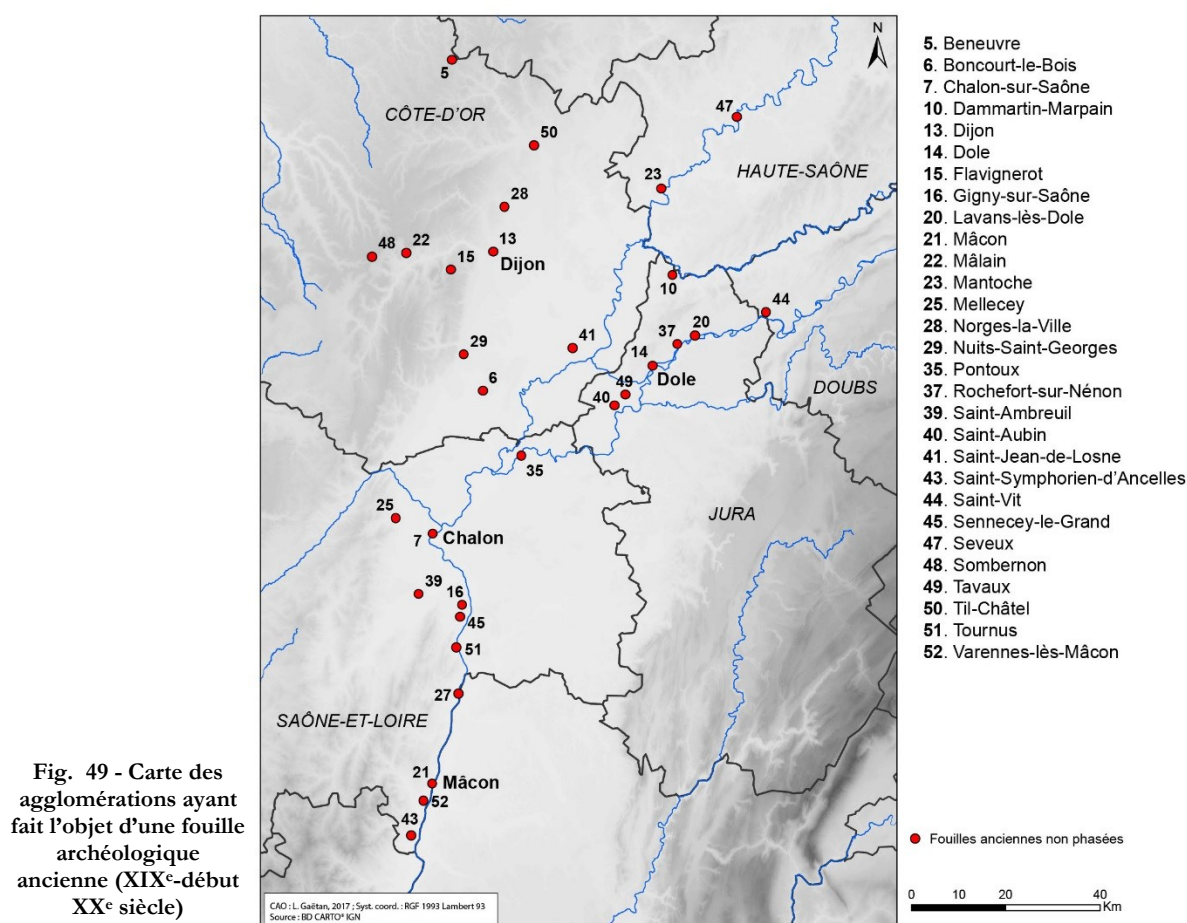 N
5
CÔTE-D'OR
47
50
HAUTE-SAÔNE
23
28
48
22
13
Dijon
15
10
44
20
37
41
29
14
Dole
DOUBS
6
49
40
35
JURA
25
7
Chalon
39
16
45
51
27
SAÔNE-ET-LOIRE
21
Mâcon
52
43
CAO : L. Gaëtan, 2017 ; Syst. coord. : RGF 1993 Lambert 93
Source : BD CARTO® IGN
5. Beneuvre
6. Boncourt-le-Bois
7. Chalon-sur-Saône
10. Dammartin-Marpain
13. Dijon
14. Dole
15. Flavignerot
16. Gigny-sur-Saône
20. Lavans-lès-Dole
21. Mâcon
22. Mâlain
23. Mantoche
25. Mellecey
28. Norges-la-Ville
29. Nuits-Saint-Georges
35. Pontoux
37. Rochefort-sur-Nénon
39. Saint-Ambreuil
40. Saint-Aubin
41. Saint-Jean-de-Losne
43. Saint-Symphorien-d'Ancelles
44. Saint-Vit
45. Sennecey-le-Grand
47. Seveux
48. Sombernon
49. Tavaux
50. Til-Châtel
51. Tournus
52. Varennes-lès-Mâcon
Fouilles anciennes non phasées
0 10 20 40
Km
Fig. 49 - Carte des
agglomérations ayant
fait l'objet d'une fouille
archéologique
ancienne (XIXe-début
XXe siècle)